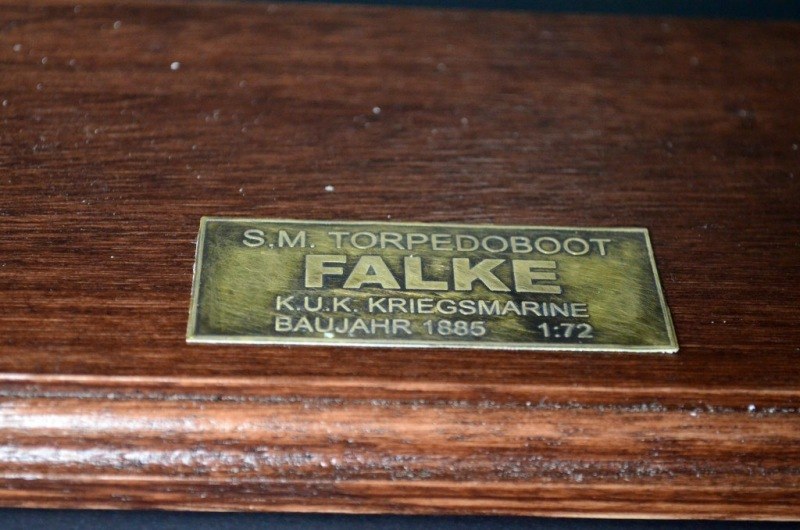 S.M. TORPEDOBOOT
FALKE
K.U.K. KRIEGSMARINE
BAUJAHR 1885 1:72